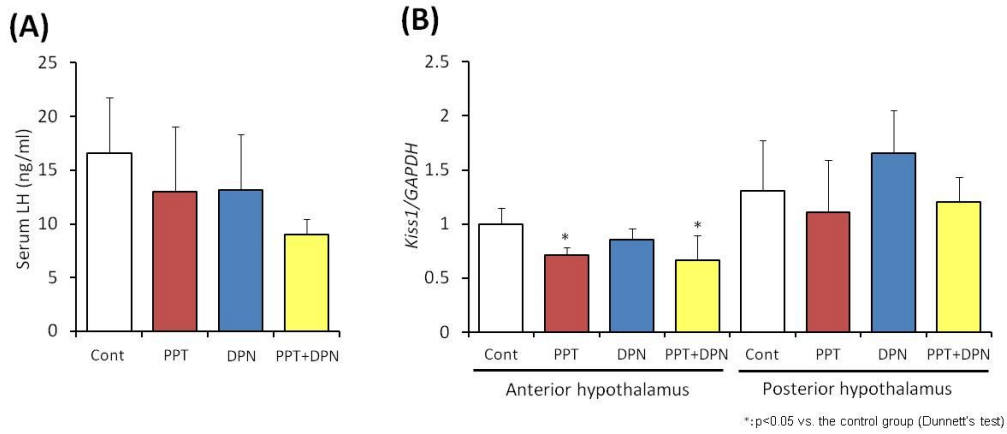 (A)
Serum LH (ng/ml)
25
20
15
10
5
0
Cont PPT DPN PPT+DPN
(B)
Kiss1/GAPDH
2.5
2
1.5
1
0.5
0
*
*
Cont PPT DPN PPT+DPN Cont PPT DPN PPT+DPN
Anterior hypothalamus Posterior hypothalamus
*:p<0.05 vs. the control group (Dunnett's test)